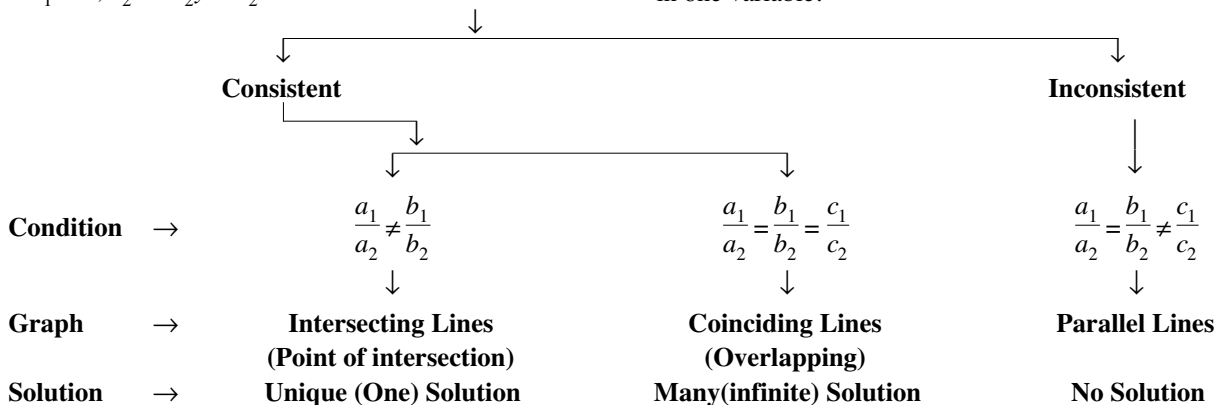 Consistent Inconsistent
Condition → a₁/a₂ ≠ b₁/b₂ a₁/a₂ = b₁/b₂ = c₁/c₂ a₁/a₂ = b₁/b₂ ≠ c₁/c₂
Graph → Intersecting Lines Coinciding Lines Parallel Lines
(Point of intersection) (Overlapping)
Solution → Unique (One) Solution Many(infinite) Solution No Solution